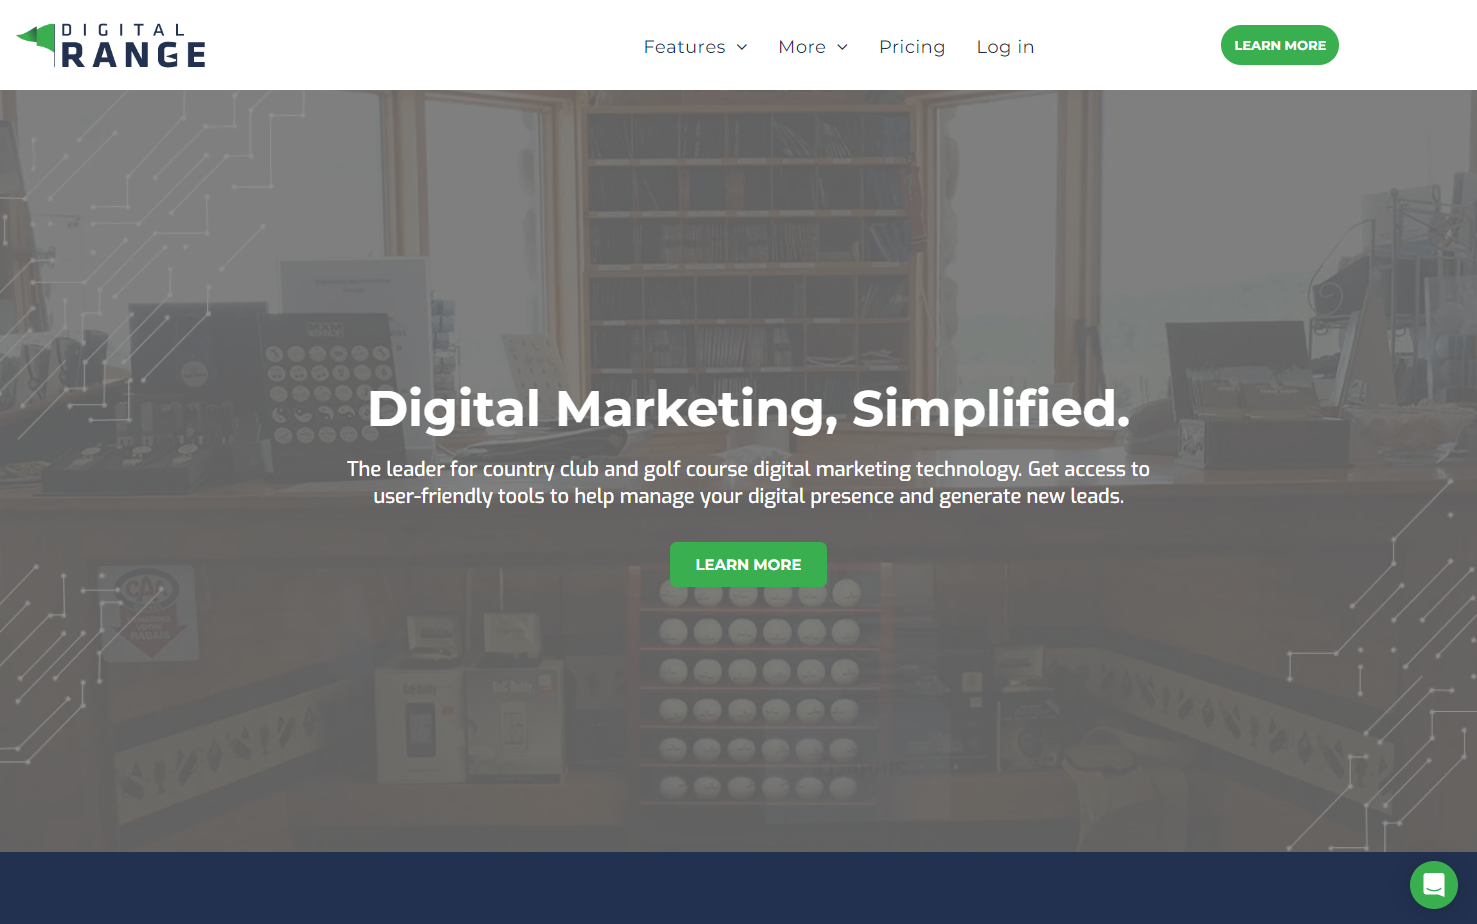 DIGITAL
RANGE
Features
More
Pricing
Log in
LEARN MORE
Digital Marketing, Simplified.
The leader for country club and golf course digital marketing technology. Get access to
user-friendly tools to help manage your digital presence and generate new leads.
LEARN MORE
CAA
RABAIS